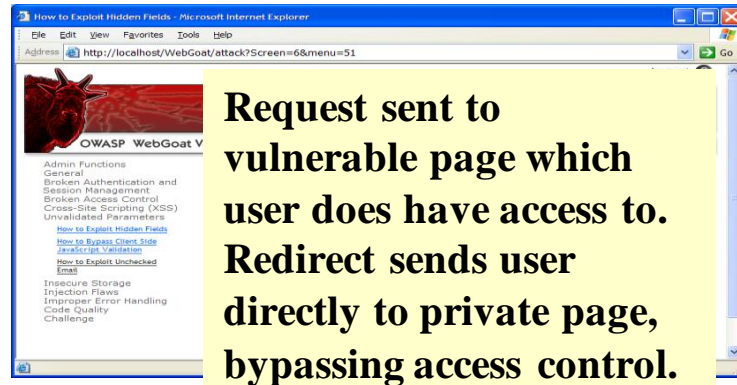 How to Exploit Hidden Fields - Microsoft Internet Explorer
File Edit View Favorites Tools Help
Address http://localhost/WebGoat/attack?Screen=6&menu=51 Go
OWASP WebGoat V
Admin Functions
General
Broken Authentication and
Session Management
Broken Access Control
Cross-Site Scripting (XSS)
Unvalidated Parameters
How to Exploit Hidden Fields
How to Bypass Client Side
JavaScript Validation
How to Exploit Unchecked
Email
Insecure Storage
Injection Flaws
Improper Error Handling
Code Quality
Challenge
Request sent to
vulnerable page which
user does have access to.
Redirect sends user
directly to private page,
bypassing access control.